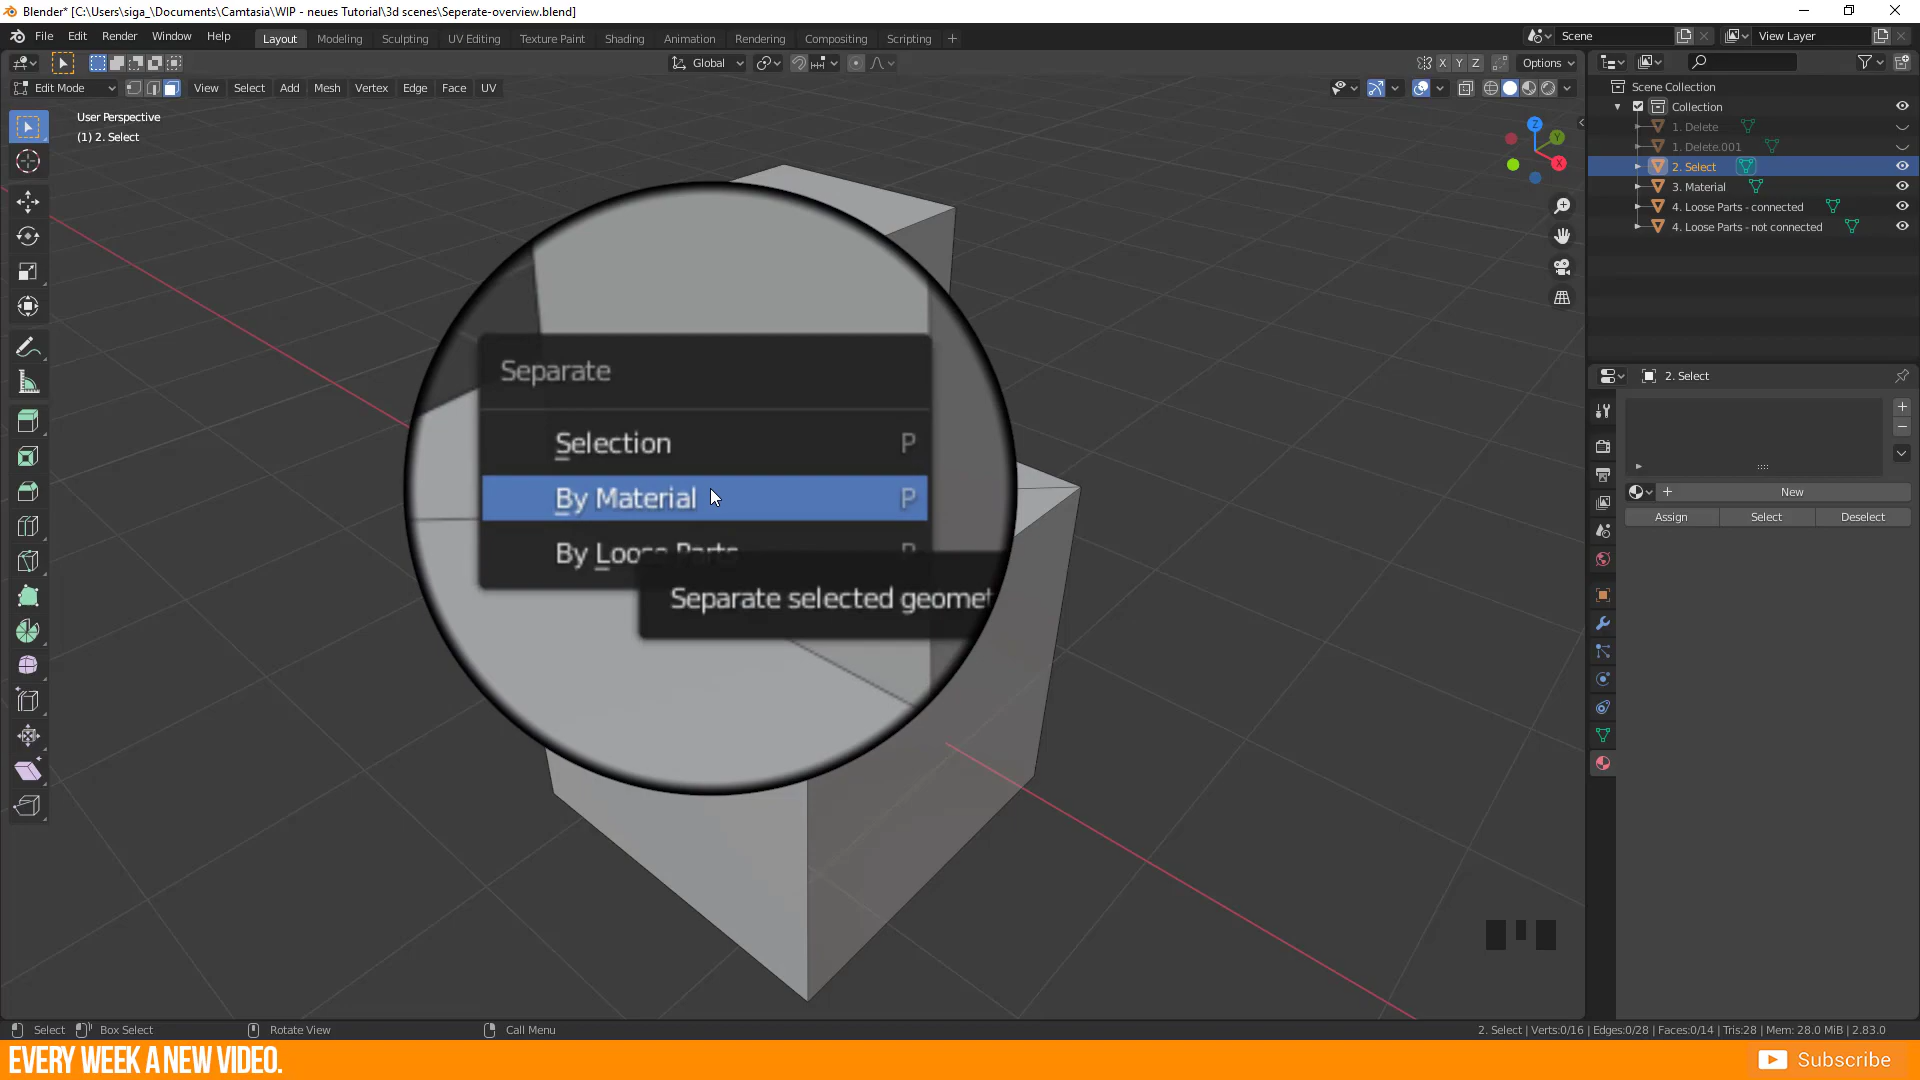 Blender* [C:\Users\siga_\Documents\Camtasia\WIP - neues Tutorial\3d scenes\Seperate-overview.blend]
File Edit Render Window Help
Layout Modeling Sculpting UV Editing Texture Paint Shading Animation Rendering Compositing Scripting +
Scene
View Layer
Global
X Y Z
Options
Edit Mode View Select Add Mesh Vertex Edge Face UV
User Perspective
(1) 2. Select
Z
Y
X
Scene Collection
Collection
1. Delete
1. Delete.001
2. Select
3. Material
4. Loose Parts - connected
4. Loose Parts - not connected
2. Select
New
Assign Select Deselect
Separate
Selection P
By Material P
By Loose Parts P
Separate selected geomet
Select Box Select Rotate View Call Menu
2. Select | Verts:0/16 | Edges:0/28 | Faces:0/14 | Tris:28 | Mem: 28.0 MiB | 2.83.0
EVERY WEEK A NEW VIDEO.
Subscribe